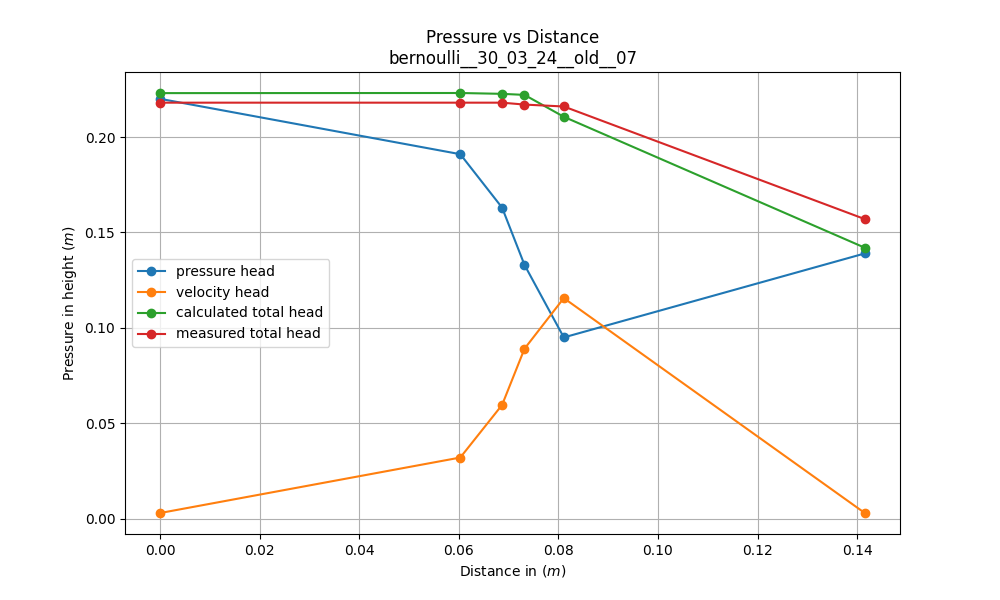 Pressure vs Distance
bernoulli__30_03_24__old__07
Pressure in height (m)
0.20
0.15
0.10
0.05
0.00
pressure head
velocity head
calculated total head
measured total head
0.00 0.02 0.04 0.06 0.08 0.10 0.12 0.14
Distance in (m)